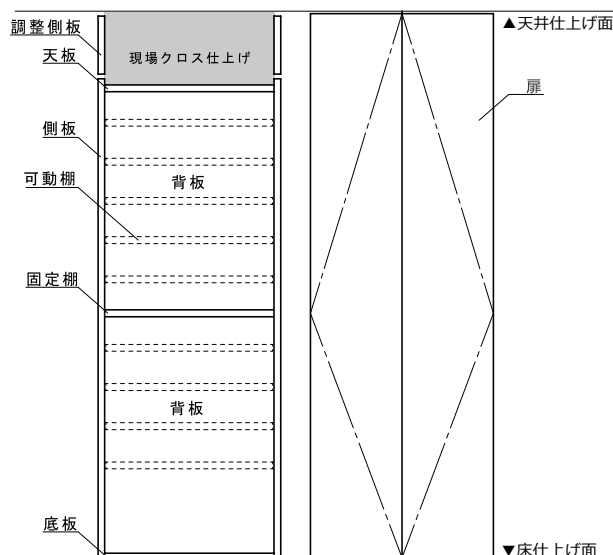 調整側板
天板
現場クロス仕上げ
側板
背板
可動棚
固定棚
背板
底板
▲天井仕上げ面
扉
▼床仕上げ面